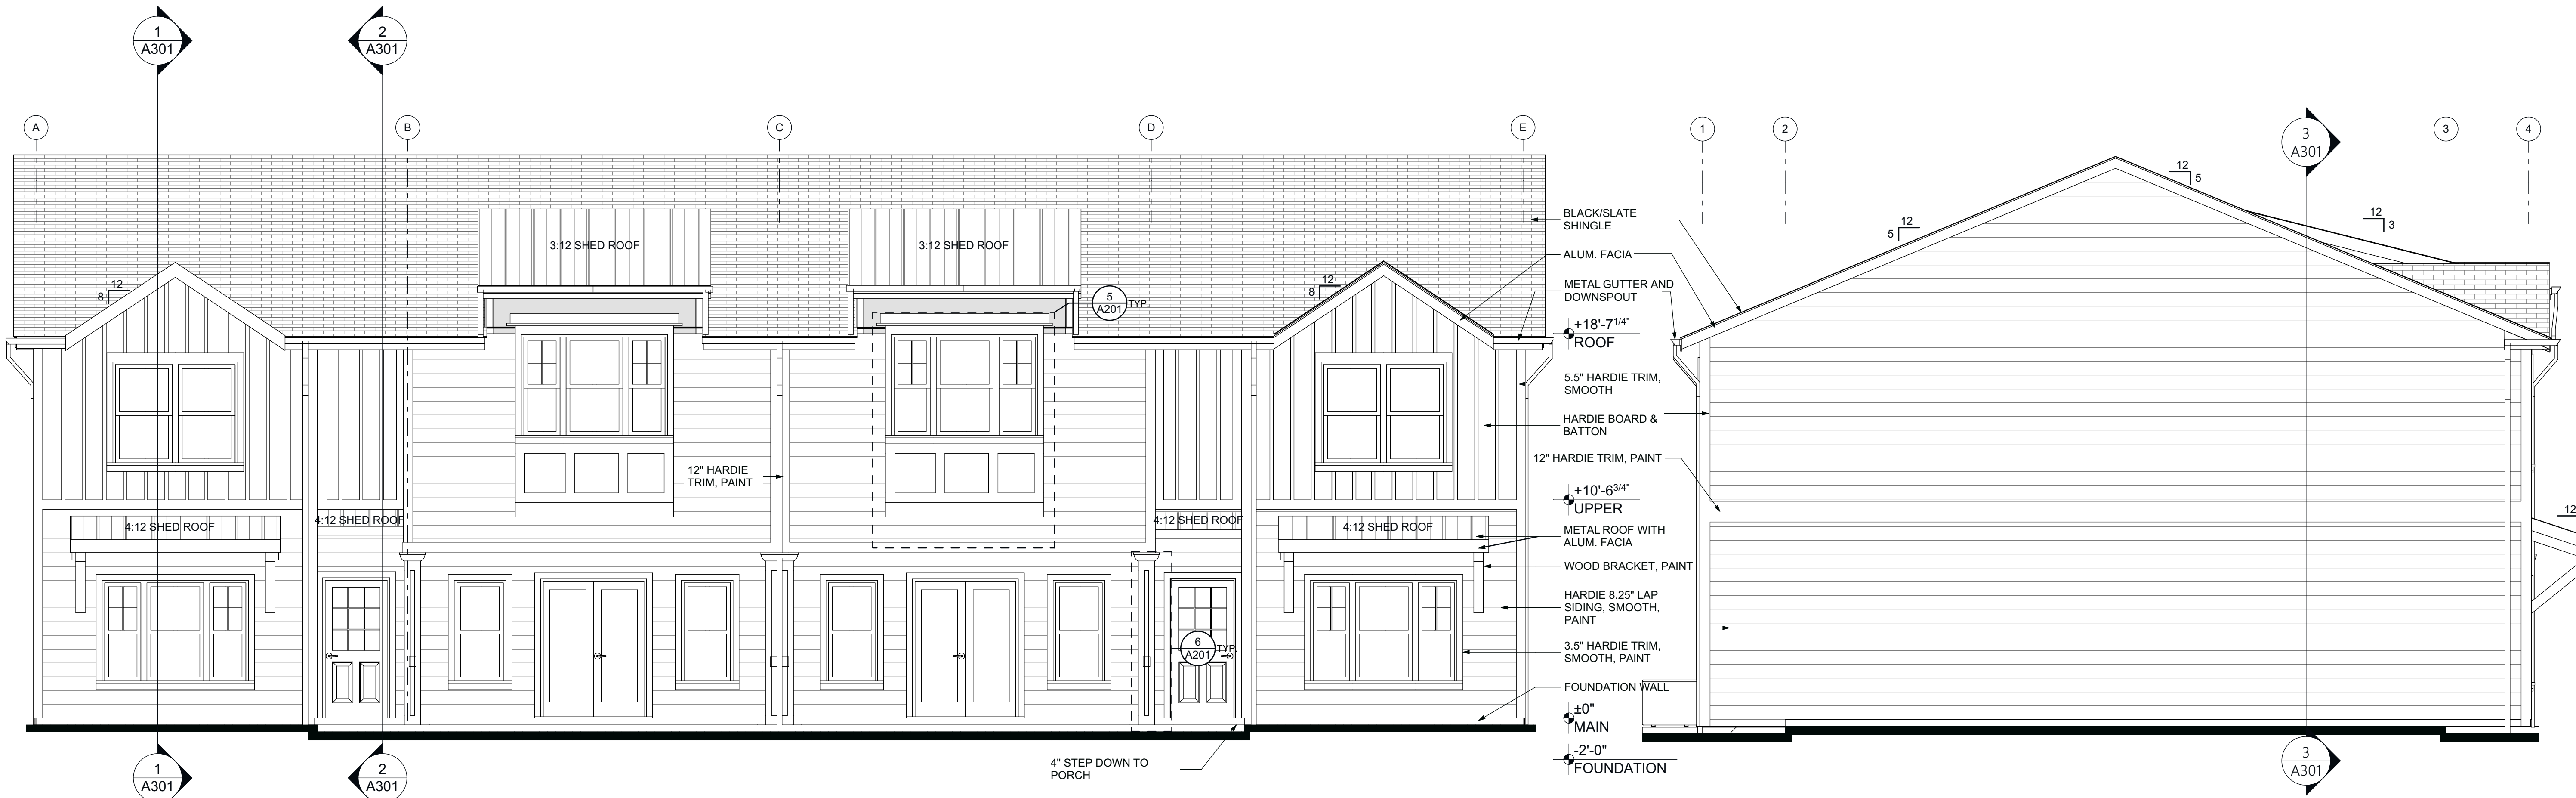 1
A301
2
A301
A
B
C
D
E
1
2
3
A301
3
4
3:12 SHED ROOF
3:12 SHED ROOF
12
8
12
8
5
A201
TYP.
12
5
12
5
12
3
BLACK/SLATE
SHINGLE
ALUM. FACIA
METAL GUTTER AND
DOWNSPOUT
+18'-7 1/4"
ROOF
5.5" HARDIE TRIM,
SMOOTH
HARDIE BOARD &
BATTON
12" HARDIE TRIM, PAINT
12" HARDIE
TRIM, PAINT
+10'-6 3/4"
UPPER
4:12 SHED ROOF
4:12 SHED ROOF
4:12 SHED ROOF
4:12 SHED ROOF
12
METAL ROOF WITH
ALUM. FACIA
WOOD BRACKET, PAINT
HARDIE 8.25" LAP
SIDING, SMOOTH,
PAINT
6
A201
TYP.
3.5" HARDIE TRIM,
SMOOTH, PAINT
FOUNDATION WALL
±0"
MAIN
-2'-0"
FOUNDATION
4" STEP DOWN TO
PORCH
1
A301
2
A301
3
A301